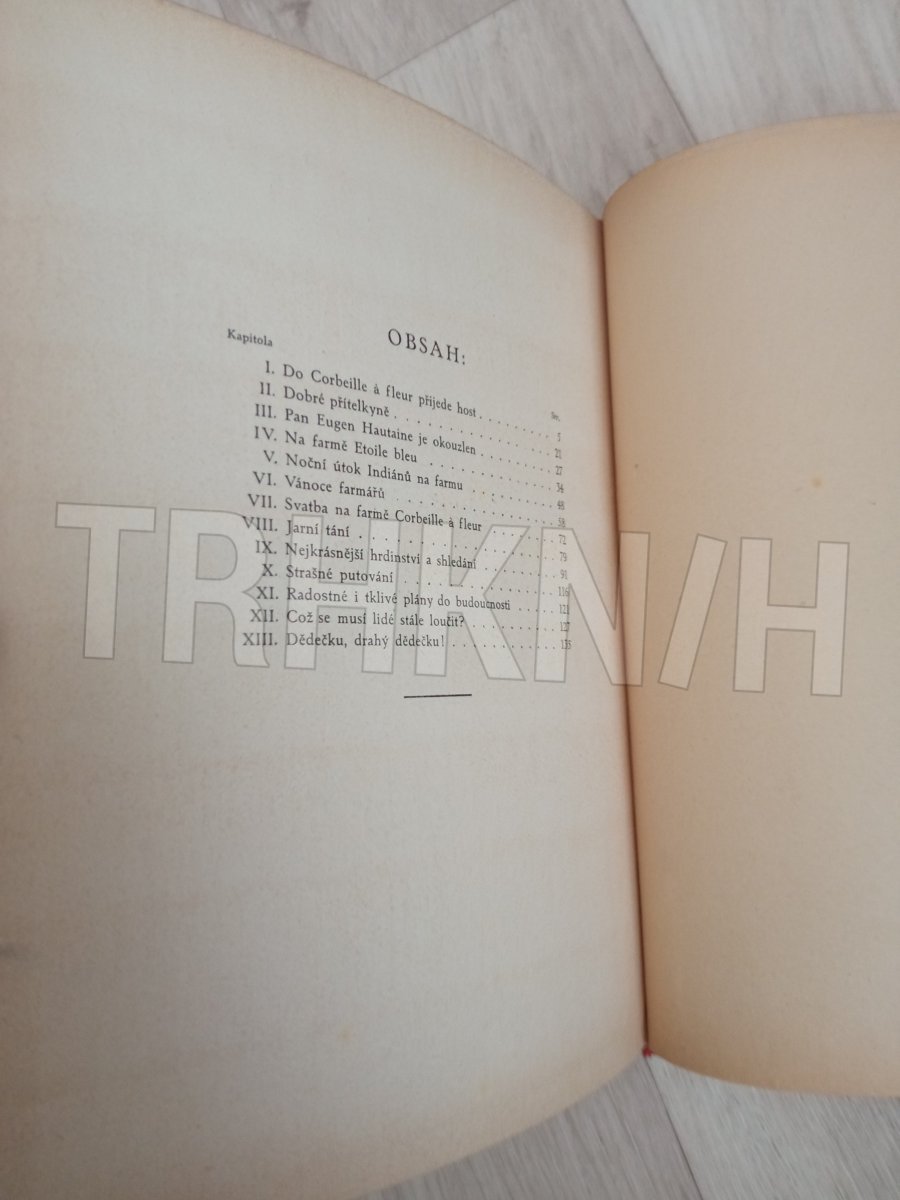 OBSAH:
Kapitola
Str.
I. Do Corbeille à fleur přijede host . . . . . . . . 5
II. Dobré přítelkyně . . . . . . . . . . . . . . . 21
III. Pan Eugen Hautaine je okouzlen . . . . . . . . 27
IV. Na farmě Etoile bleu . . . . . . . . . . . . 34
V. Noční útok Indiánů na farmu . . . . . . . . . 48
VI. Vánoce farmářů . . . . . . . . . . . . . . . 58
VII. Svatba na farmě Corbeille à fleur . . . . . . . 72
VIII. Jarní tání . . . . . . . . . . . . . . . . . . 79
IX. Nejkrásnější hrdinství a shledání . . . . . . . . 91
X. Strašné putování . . . . . . . . . . . . . . 116
XI. Radostné i tklivé plány do budoucnosti . . . . 121
XII. Což se musí lidé stále loučit? . . . . . . . . . 127
XIII. Dědečku, drahý dědečku! . . . . . . . . . . . 135
TRHKNIH